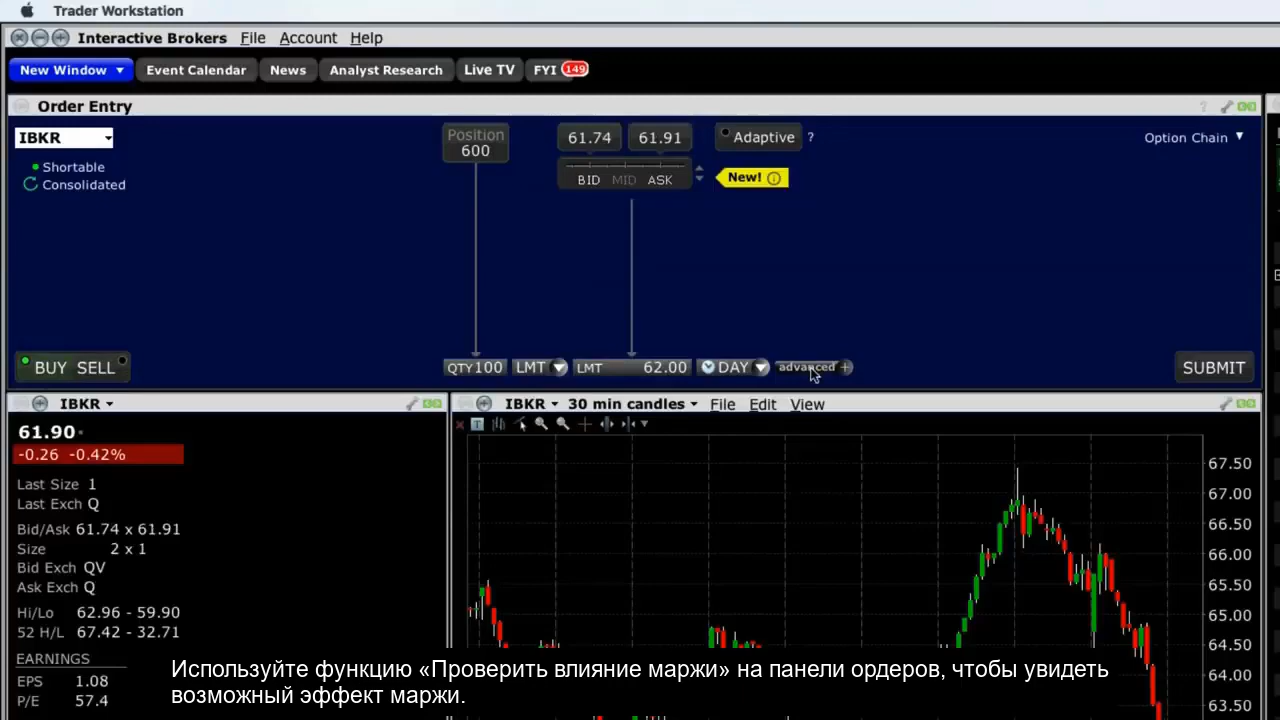 Trader Workstation
Interactive Brokers File Account Help
New Window Event Calendar News Analyst Research Live TV FYI 149
Order Entry ?
IBKR Position 600 61.74 61.91 Adaptive ? Option Chain
Shortable
Consolidated
BID MID ASK New!
BUY SELL QTY 100 LMT LMT 62.00 DAY advanced + SUBMIT
IBKR
IBKR 30 min candles File Edit View
61.90
-0.26 -0.42%
Last Size 1
Last Exch Q
Bid/Ask 61.74 x 61.91
Size 2 x 1
Bid Exch QV
Ask Exch Q
Hi/Lo 62.96 - 59.90
52 H/L 67.42 - 32.71
EARNINGS
EPS 1.08
P/E 57.4
67.50
67.00
66.50
66.00
65.50
65.00
64.50
64.00
63.50
Используйте функцию «Проверить влияние маржи» на панели ордеров, чтобы увидеть
возможный эффект маржи.